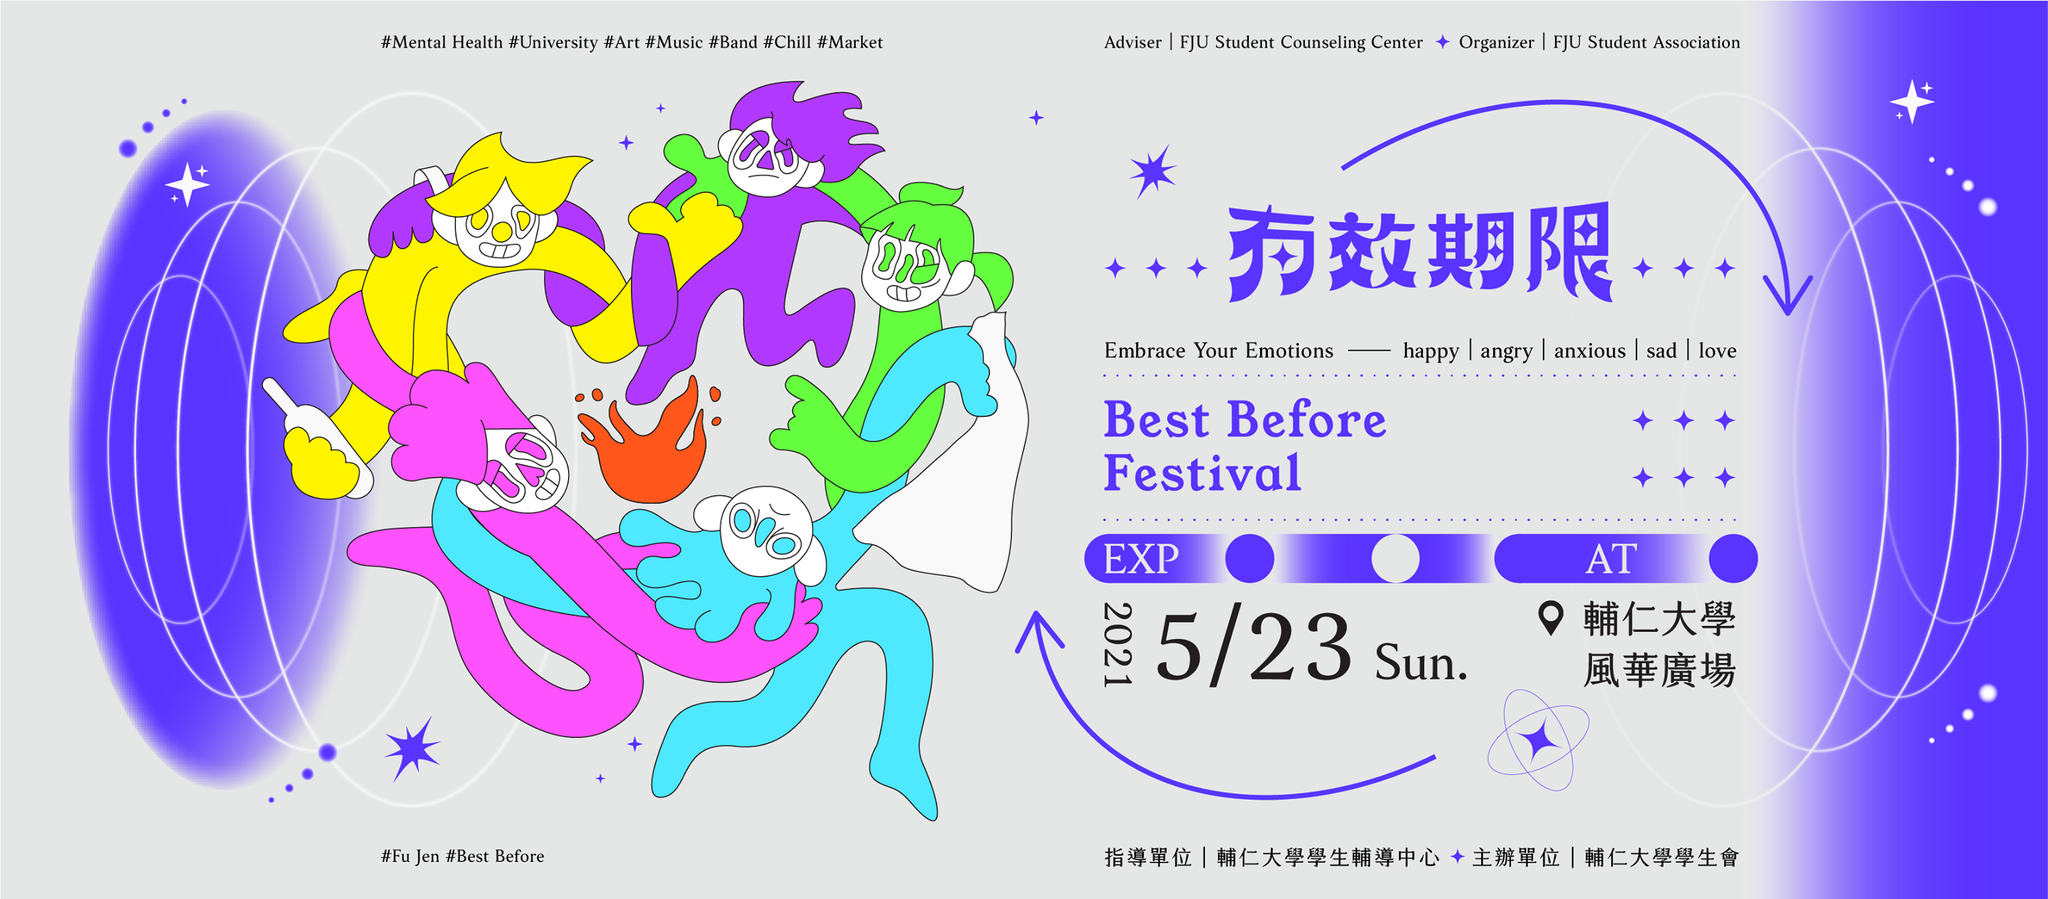 #Mental Health #University #Art #Music #Band #Chill #Market
Adviser | FJU Student Counseling Center ✦ Organizer | FJU Student Association
有效期限
Embrace Your Emotions —— happy | angry | anxious | sad | love
Best Before
Festival
EXP
AT
2021
5/23 Sun.
輔仁大學
風華廣場
#Fu Jen #Best Before
指導單位 | 輔仁大學學生輔導中心 ✦ 主辦單位 | 輔仁大學學生會